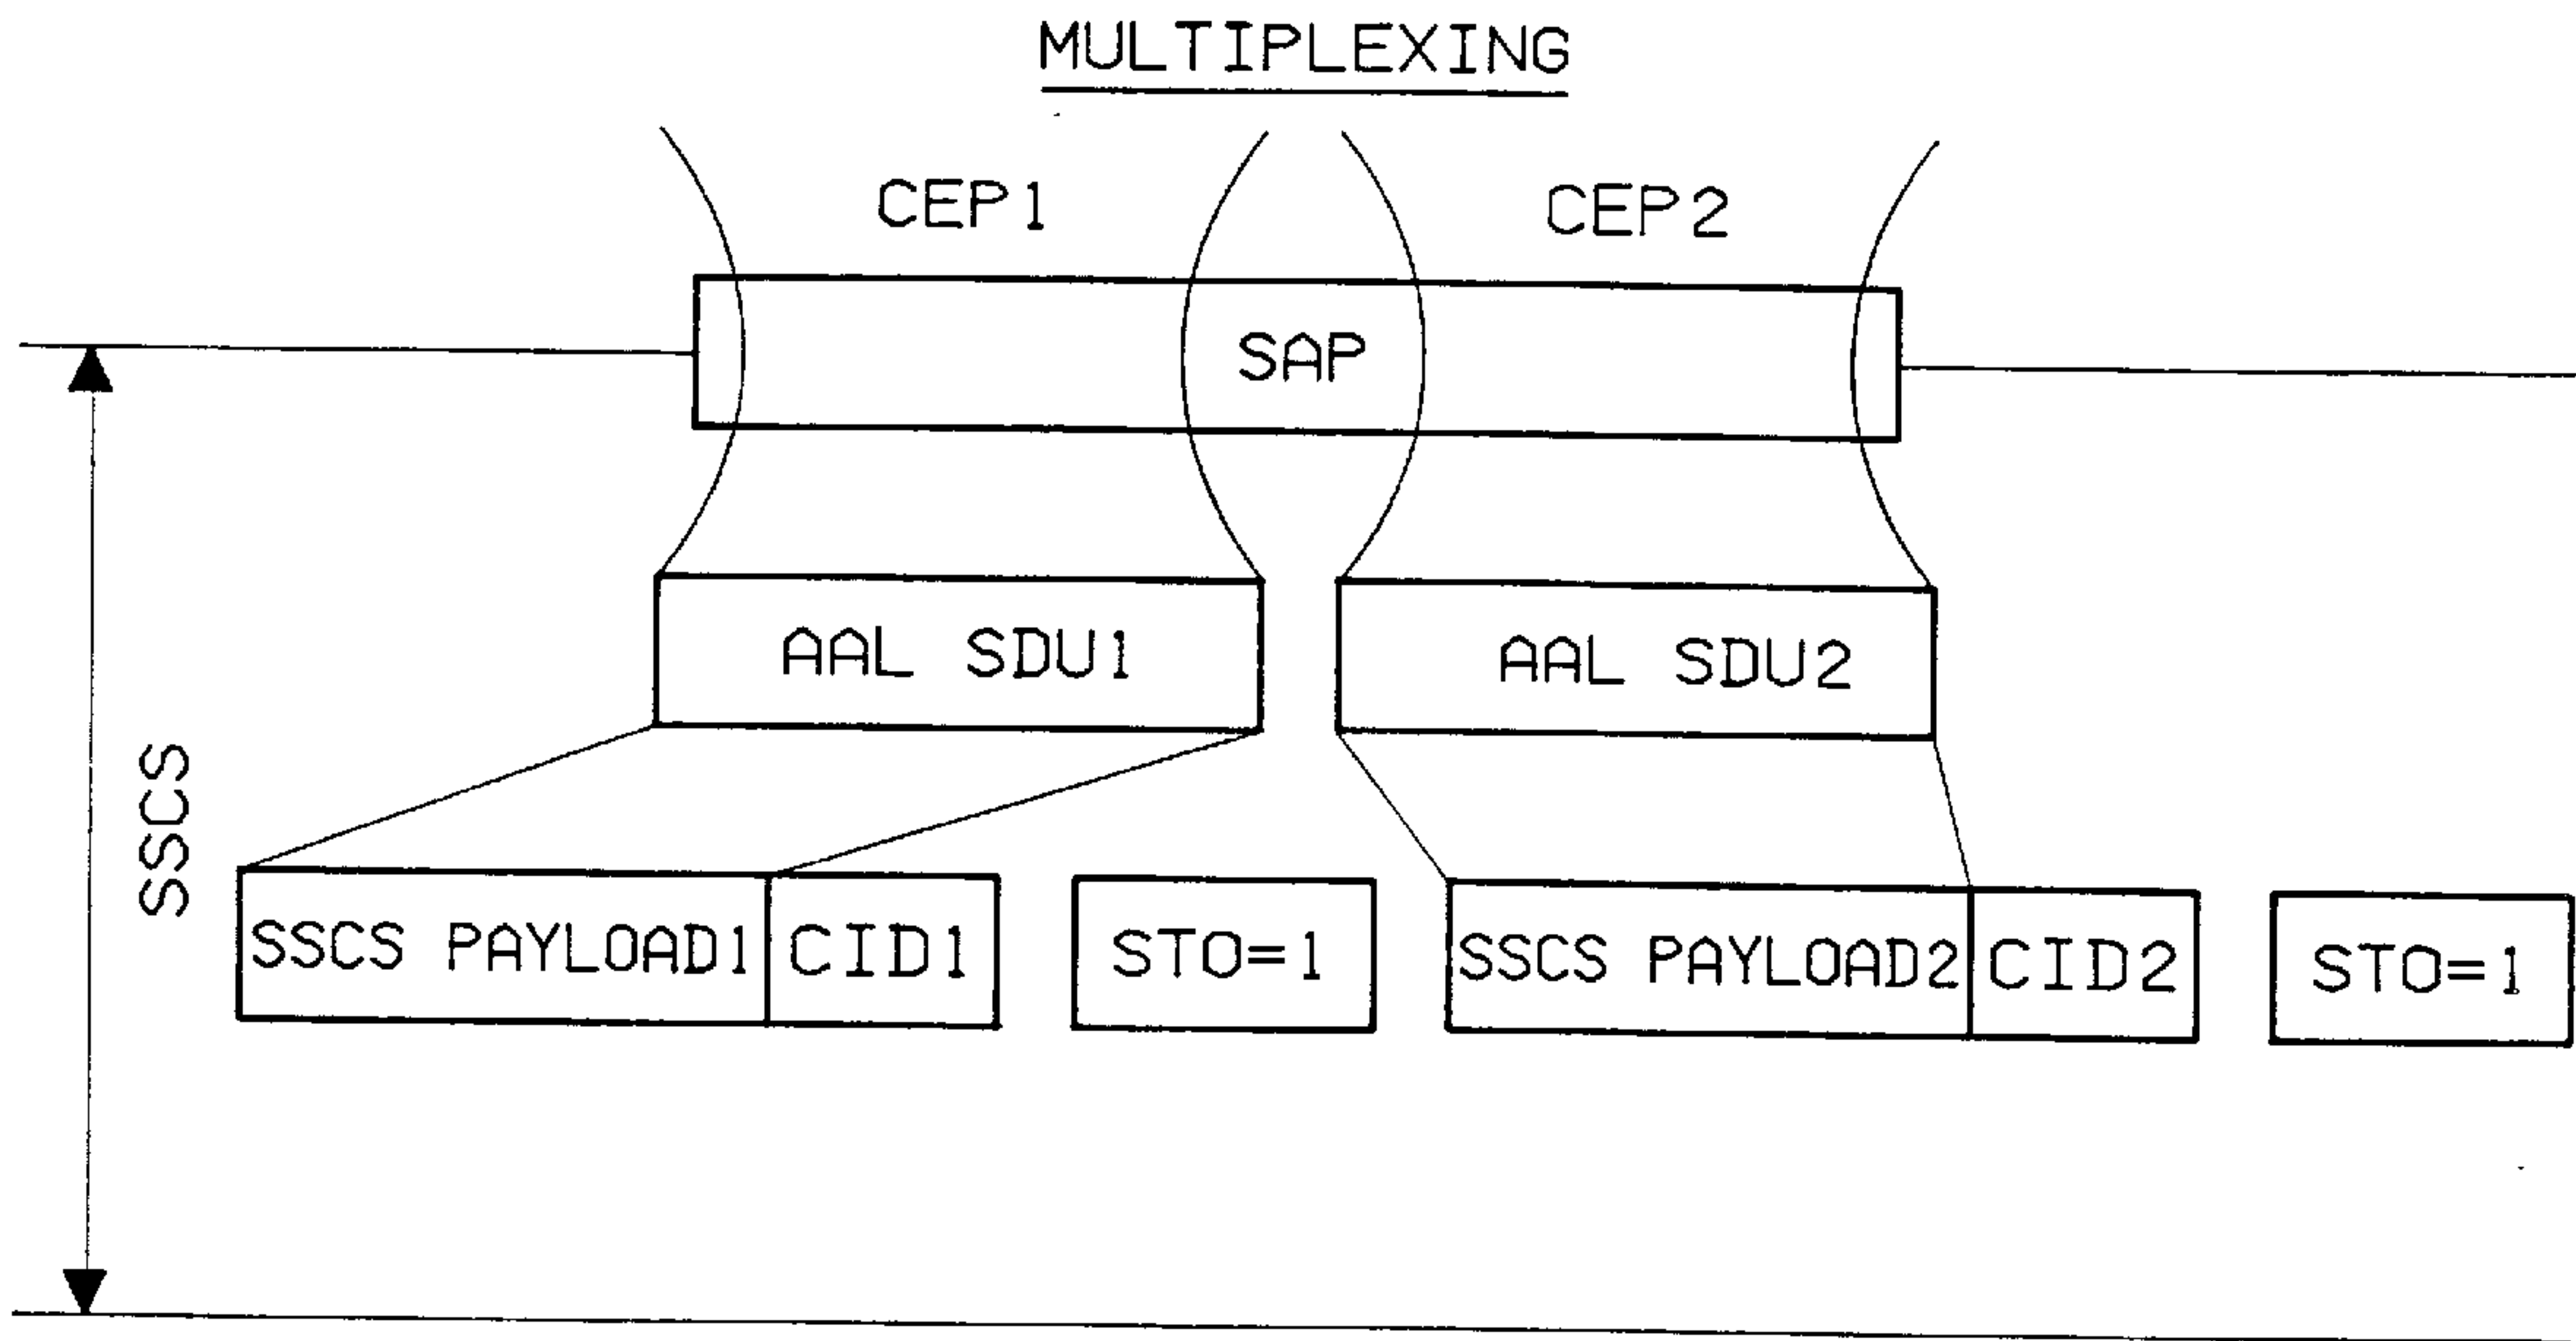 MULTIPLEXING
CEP1
CEP2
SAP
AAL SDU1
AAL SDU2
SSCS
SSCS PAYLOAD1
CID1
STO=1
SSCS PAYLOAD2
CID2
STO=1